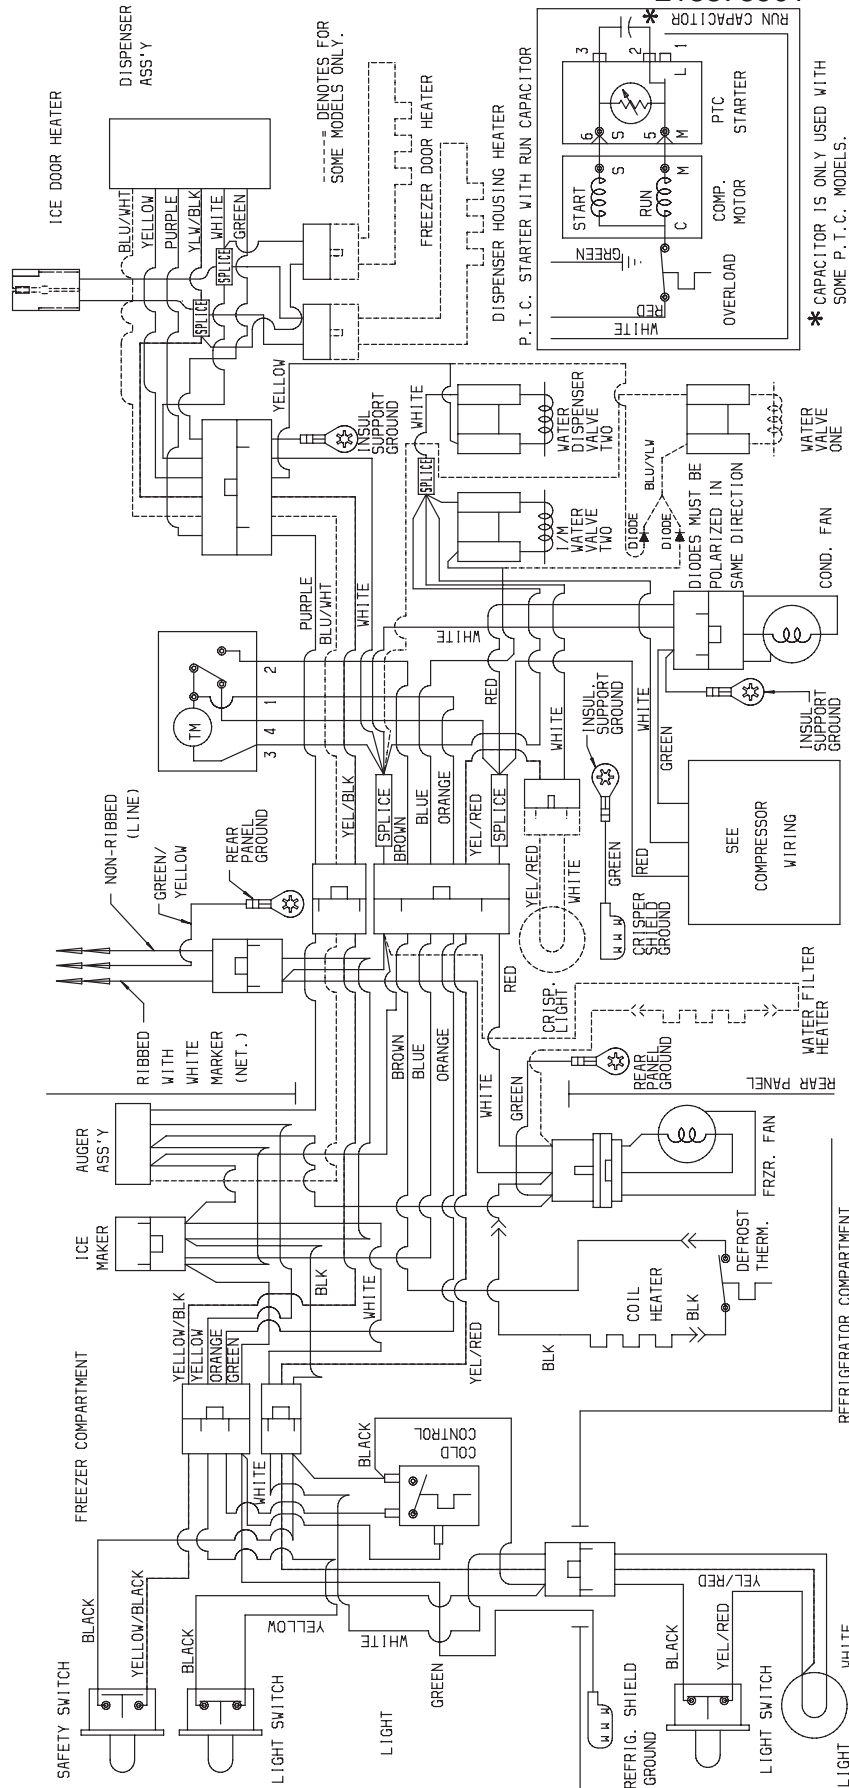 ICE DOOR HEATER
DISPENSER
ASS'Y
BLU/WHT
YELLOW
PURPLE
YLW/BLK
WHITE
GREEN
SPLICE
SPLICE
---- = DENOTES FOR
SOME MODELS ONLY.
FREEZER DOOR HEATER
DISPENSER HOUSING HEATER
P.T.C. STARTER WITH RUN CAPACITOR
* RUN CAPACITOR
3
2
1
L
6
S
5
M
PTC
STARTER
START
S
RUN
M
C
COMP.
MOTOR
GREEN
OVERLOAD
RED
WHITE
* CAPACITOR IS ONLY USED WITH
SOME P.T.C. MODELS.
YELLOW
INSUL
SUPPORT
GROUND
WHITE
SPLICE
WATER
DISPENSER
VALVE
TWO
I/M
WATER
VALVE
TWO
BLU/YLW
DIODE
DIODE
DIODES MUST BE
POLARIZED IN
SAME DIRECTION
WATER
VALVE
ONE
COND. FAN
PURPLE
BLU/WHT
WHITE
WHITE
TM
2
1
4
3
RED
WHITE
INSUL.
SUPPORT
GROUND
WHITE
GREEN
INSUL
SUPPORT
GROUND
NON-RIBBED
(LINE)
GREEN/
YELLOW
REAR
PANEL
GROUND
YEL/BLK
SPLICE
BROWN
BLUE
ORANGE
YEL/RED
SPLICE
YEL/RED
WHITE
GREEN
RED
SEE
COMPRESSOR
WIRING
CRISPER
SHIELD
GROUND
CRISP.
LIGHT
RED
RIBBED
WITH
WHITE
MARKER
(NET.)
BROWN
BLUE
ORANGE
WHITE
GREEN
REAR
PANEL
GROUND
WATER FILTER
HEATER
REAR PANEL
AUGER
ASS'Y
ICE
MAKER
FRZR. FAN
DEFROST
THERM.
COIL
HEATER
BLK
BLK
BLK
WHITE
YEL/RED
YELLOW/BLK
YELLOW
ORANGE
GREEN
FREEZER COMPARTMENT
REFRIGERATOR COMPARTMENT
WHITE
BLACK
COLD
CONTROL
BLACK
YELLOW/BLACK
SAFETY SWITCH
BLACK
YELLOW
LIGHT SWITCH
WHITE
LIGHT
GREEN
YEL/RED
BLACK
YEL/RED
REFRIG. SHIELD
GROUND
LIGHT SWITCH
WHITE
LIGHT